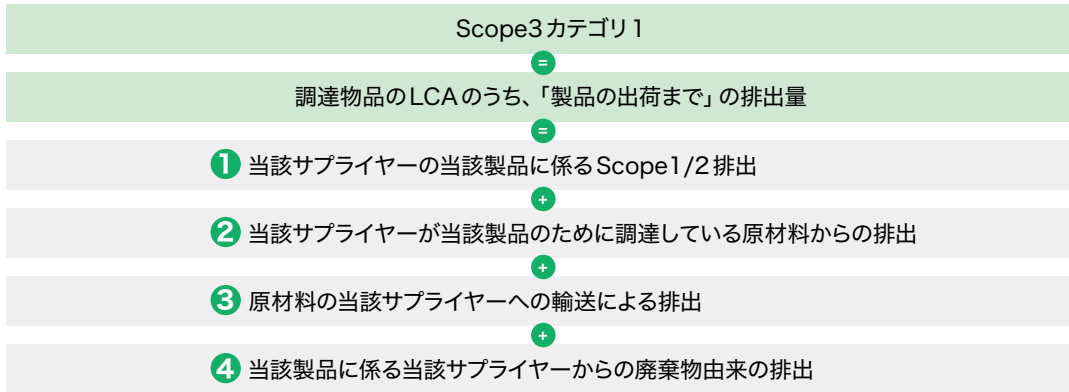 Scope3カテゴリ1
=
調達物品のLCAのうち、「製品の出荷まで」の排出量
=
1 当該サプライヤーの当該製品に係るScope1/2排出
+
2 当該サプライヤーが当該製品のために調達している原材料からの排出
+
3 原材料の当該サプライヤーへの輸送による排出
+
4 当該製品に係る当該サプライヤーからの廃棄物由来の排出